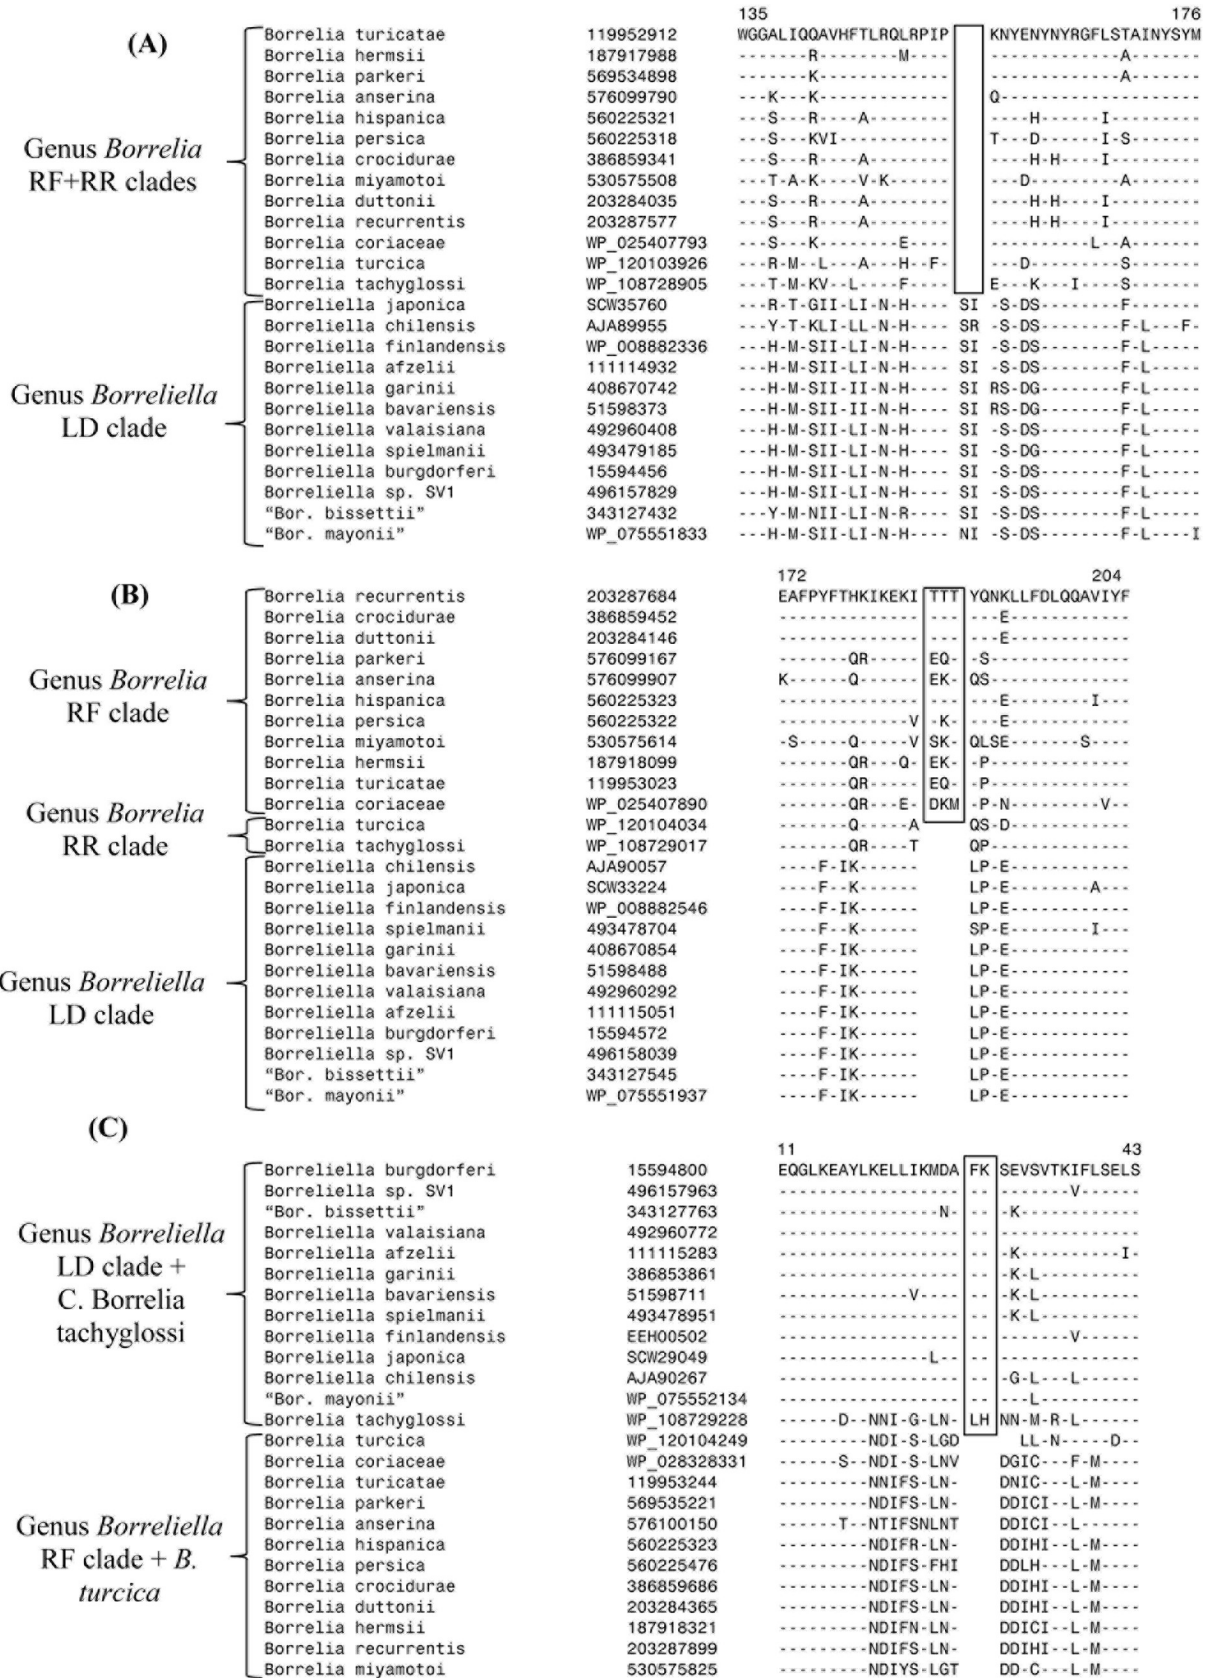 135 176
(A)
Borrelia turicatae 119952912 WGGALIQQAVHFTLRQLRPIP KNYENYNYRGFLSTAINYSYM
Borrelia hermsii 187917988 -------R--------M---- -------------A-------
Borrelia parkeri 569534898 -------K------------- -------------A-------
Borrelia anserina 576099790 ---K---K------------- Q--------------------
Borrelia hispanica 560225321 ---S---R----A-------- ----H------I---------
Borrelia persica 560225318 ---S---KVI----------- T---D------I-S-------
Genus Borrelia
RF+RR clades
Borrelia crocidurae 386859341 ---S---R----A-------- ----H-H----I---------
Borrelia miyamotoi 530575508 ---T-A-K----V-K------ ---D---------A-------
Borrelia duttonii 203284035 ---S---R----A-------- ----H-H----I---------
Borrelia recurrentis 203287577 ---S---R----A-------- ----H-H----I---------
Borrelia coriaceae WP_025407793 ---S---K--------E---- ----------L--A-------
Borrelia turcica WP_120103926 ---R-M--L---A---H--F- ---D---------S-------
Borrelia tachyglossi WP_108728905 ---T-M-KV--L----F---- E---K---I----S-------
Borreliella japonica SCW35760 ---R-T-GII-LI-N-H---- SI -S-DS--------F-------
Borreliella chilensis AJA89955 ---Y-T-KLI-LL-N-H---- SR -S-DS--------F-L---F-
Borreliella finlandensis WP_008882336 ---H-M-SII-LI-N-H---- SI -S-DS--------F-L-----
Borreliella afzelii 111114932 ---H-M-SII-LI-N-H---- SI -S-DS--------F-L-----
Borreliella garinii 408670742 ---H-M-SII-II-N-H---- SI RS-DG--------F-L-----
Genus Borreliella
LD clade
Borreliella bavariensis 51598373 ---H-M-SII-II-N-H---- SI RS-DG--------F-L-----
Borreliella valaisiana 492960408 ---H-M-SII-LI-N-H---- SI -S-DS--------F-L-----
Borreliella spielmanii 493479185 ---H-M-SII-LI-N-H---- SI -S-DG--------F-L-----
Borreliella burgdorferi 15594456 ---H-M-SII-LI-N-H---- SI -S-DS--------F-L-----
Borreliella sp. SV1 496157829 ---H-M-SII-LI-N-H---- SI -S-DS--------F-L-----
“Bor. bissettii” 343127432 ---Y-M-NII-LI-N-R---- SI -S-DS--------F-L-----
“Bor. mayonii” WP_075551833 ---H-M-SII-LI-N-H---- NI -S-DS--------F-L----I
172 204
(B)
Borrelia recurrentis 203287684 EAFPYFTHKIKEKI TTT YQNKLLFDLQQAVIYF
Borrelia crocidurae 386859452 -------------- --- ---E------------
Borrelia duttonii 203284146 -------------- --- ---E------------
Borrelia parkeri 576099167 -------QR----- EQ- -S--------------
Borrelia anserina 576099907 K------Q------ EK- QS--------------
Genus Borrelia
RF clade
Borrelia hispanica 560225323 -------------- --- ---E--------I---
Borrelia persica 560225322 -------------V -K- ---E------------
Borrelia miyamotoi 530575614 -S-----Q-----V SK- QLSE-------S----
Borrelia hermsii 187918099 -------QR---Q- EK- -P--------------
Borrelia turicatae 119953023 -------QR----- EQ- -P--------------
Borrelia coriaceae WP_025407890 -------QR---E- DKM -P-N---------V--
Genus Borrelia
RR clade
Borrelia turcica WP_120104034 -------Q-----A QS-D------------
Borrelia tachyglossi WP_108729017 -------QR----T QP--------------
Borreliella chilensis AJA90057 ----F-IK------ LP-E------------
Borreliella japonica SCW33224 ----F--K------ LP-E--------A---
Borreliella finlandensis WP_008882546 ----F-IK------ LP-E------------
Borreliella spielmanii 493478704 ----F--K------ SP-E--------I---
Borreliella garinii 408670854 ----F-IK------ LP-E------------
Genus Borreliella
LD clade
Borreliella bavariensis 51598488 ----F-IK------ LP-E------------
Borreliella valaisiana 492960292 ----F-IK------ LP-E------------
Borreliella afzelii 111115051 ----F-IK------ LP-E------------
Borreliella burgdorferi 15594572 ----F-IK------ LP-E------------
Borreliella sp. SV1 496158039 ----F-IK------ LP-E------------
“Bor. bissettii” 343127545 ----F-IK------ LP-E------------
“Bor. mayonii” WP_075551937 ----F-IK------ LP-E------------
(C)
11 43
Borreliella burgdorferi 15594800 EQGLKEAYLKELLIKMDA FK SEVSVTKIFLSELS
Borreliella sp. SV1 496157963 ------------------ -- -------V------
“Bor. bissettii” 343127763 ----------------N- -- -K------------
Borreliella valaisiana 492960772 ------------------ -- --------------
Borreliella afzelii 111115283 ------------------ -- -K----------I-
Borreliella garinii 386853861 ------------------ -- -K-L----------
Genus Borreliella
LD clade +
C. Borrelia
tachyglossi
Borreliella bavariensis 51598711 -------------V---- -- -K-L----------
Borreliella spielmanii 493478951 ------------------ -- -K-L----------
Borreliella finlandensis EEH00502 ------------------ -- -------V------
Borreliella japonica SCW29049 ---------------L-- -- --------------
Borreliella chilensis AJA90267 ------------------ -- -G-L---L------
“Bor. mayonii” WP_075552134 ------------------ -- ---L----------
Borrelia tachyglossi WP_108729228 ------D--NNI-G-LN- LH NN-M-R-L------
Borrelia turcica WP_120104249 ---------NDI-S-LGD LL-N-----D--
Borrelia coriaceae WP_028328331 ------S--NDI-S-LNV DGIC---F-M----
Borrelia turicatae 119953244 ---------NNIFS-LN- DNIC---L-M----
Borrelia parkeri 569535221 ---------NDIFS-LN- DDICI--L-M----
Borrelia anserina 576100150 ------T--NTIFSNLNT DDICI--L------
Genus Borreliella
RF clade + B.
turcica
Borrelia hispanica 560225323 ---------NDIFR-LN- DDIHI--L-M----
Borrelia persica 560225476 ---------NDIFS-FHI DDLH---L-M----
Borrelia crocidurae 386859686 ---------NDIFS-LN- DDIHI--L-M----
Borrelia duttonii 203284365 ---------NDIFS-LN- DDIHI--L-M----
Borrelia hermsii 187918321 ---------NDIFN-LN- DDICI--L-M----
Borrelia recurrentis 203287899 ---------NDIFS-LN- DDIHI--L-M----
Borrelia miyamotoi 530575825 ---------NDIYS-LGT DD-C---L-M----